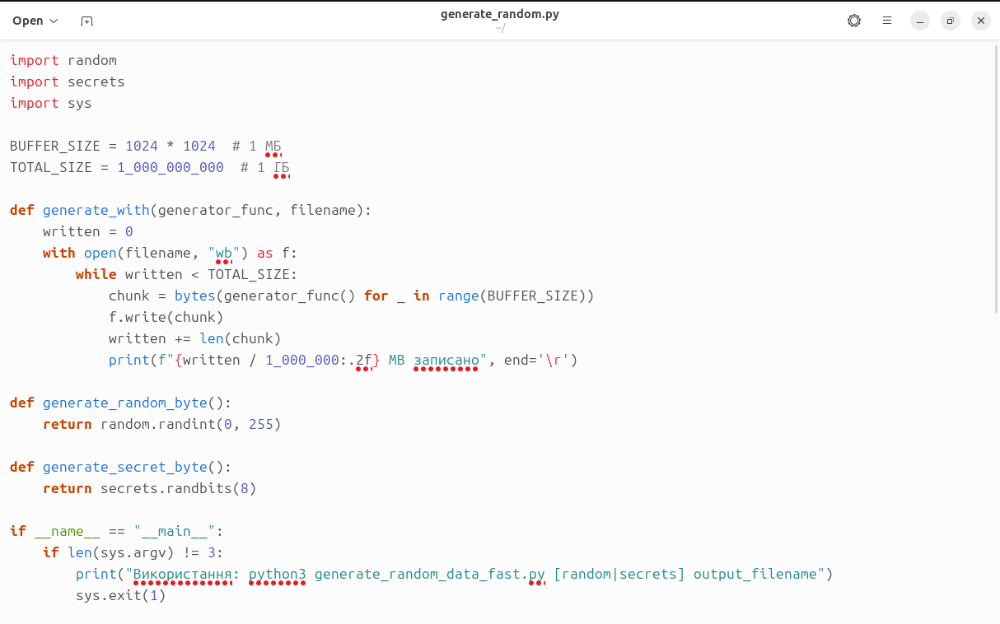 Open
generate_random.py
~/
import random
import secrets
import sys

BUFFER_SIZE = 1024 * 1024  # 1 МБ
TOTAL_SIZE = 1_000_000_000  # 1 ГБ

def generate_with(generator_func, filename):
    written = 0
    with open(filename, "wb") as f:
        while written < TOTAL_SIZE:
            chunk = bytes(generator_func() for _ in range(BUFFER_SIZE))
            f.write(chunk)
            written += len(chunk)
            print(f"{written / 1_000_000:.2f} MB записано", end='\r')

def generate_random_byte():
    return random.randint(0, 255)

def generate_secret_byte():
    return secrets.randbits(8)

if __name__ == "__main__":
    if len(sys.argv) != 3:
        print("Використання: python3 generate_random_data_fast.py [random|secrets] output_filename")
        sys.exit(1)